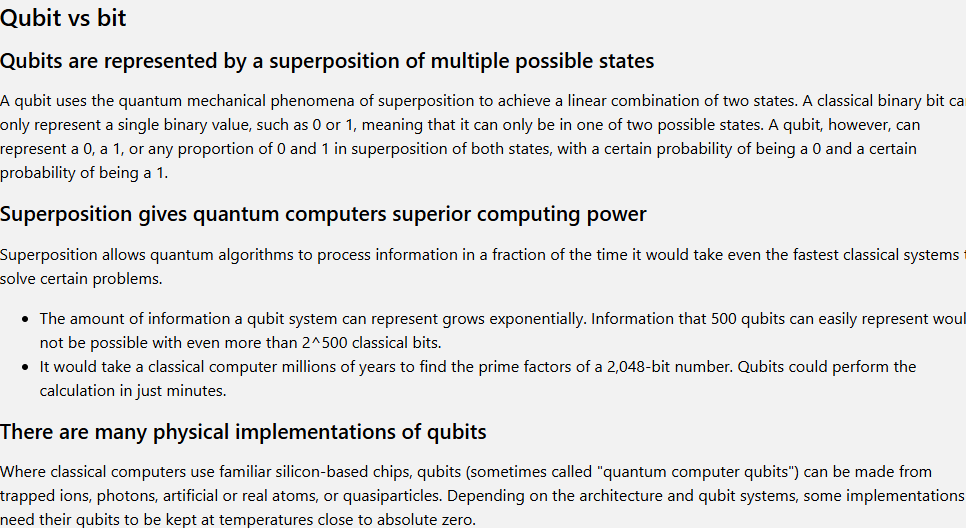 Qubit vs bit
Qubits are represented by a superposition of multiple possible states
A qubit uses the quantum mechanical phenomena of superposition to achieve a linear combination of two states. A classical binary bit ca
only represent a single binary value, such as 0 or 1, meaning that it can only be in one of two possible states. A qubit, however, can
represent a 0, a 1, or any proportion of 0 and 1 in superposition of both states, with a certain probability of being a 0 and a certain
probability of being a 1.
Superposition gives quantum computers superior computing power
Superposition allows quantum algorithms to process information in a fraction of the time it would take even the fastest classical systems t
solve certain problems.
• The amount of information a qubit system can represent grows exponentially. Information that 500 qubits can easily represent woul
not be possible with even more than 2^500 classical bits.
• It would take a classical computer millions of years to find the prime factors of a 2,048-bit number. Qubits could perform the
calculation in just minutes.
There are many physical implementations of qubits
Where classical computers use familiar silicon-based chips, qubits (sometimes called "quantum computer qubits") can be made from
trapped ions, photons, artificial or real atoms, or quasiparticles. Depending on the architecture and qubit systems, some implementations
need their qubits to be kept at temperatures close to absolute zero.